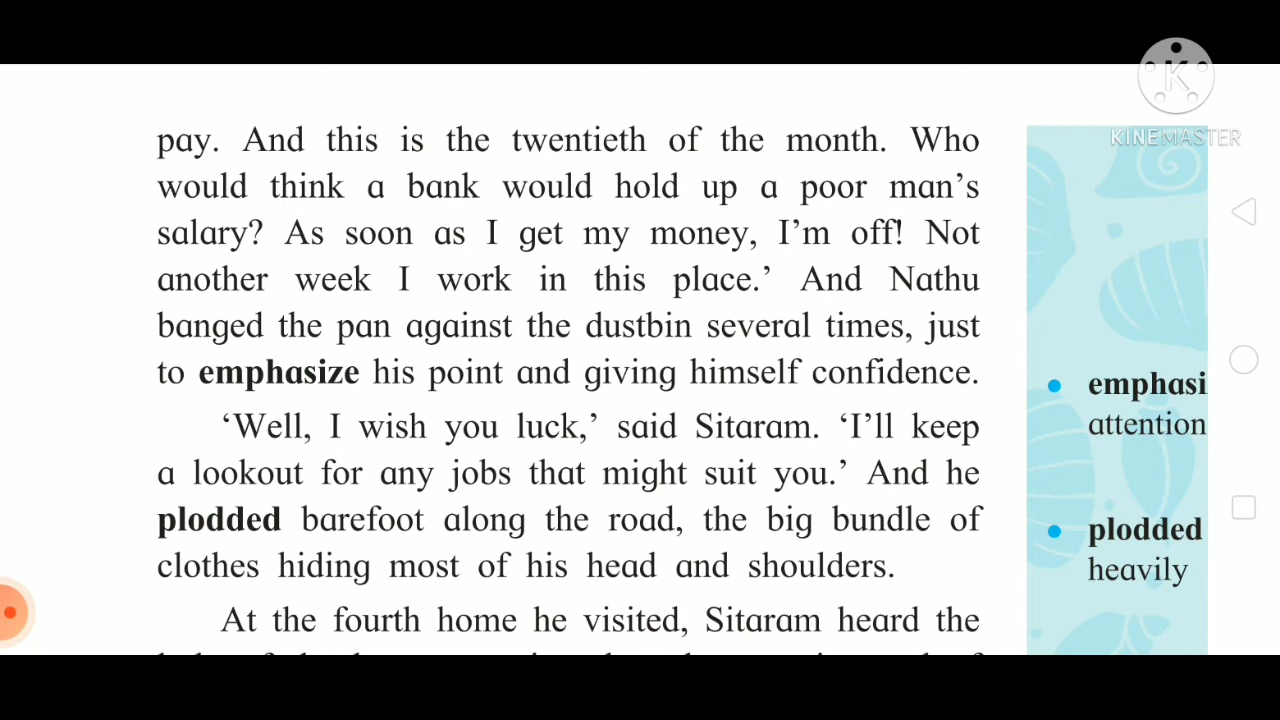 pay. And this is the twentieth of the month. Who
would think a bank would hold up a poor man's
salary? As soon as I get my money, I'm off! Not
another week I work in this place.' And Nathu
banged the pan against the dustbin several times, just
to emphasize his point and giving himself confidence.
'Well, I wish you luck,' said Sitaram. 'I'll keep
a lookout for any jobs that might suit you.' And he
plodded barefoot along the road, the big bundle of
clothes hiding most of his head and shoulders.
At the fourth home he visited, Sitaram heard the
K
KINEMASTER
emphasi
attention
plodded
heavily